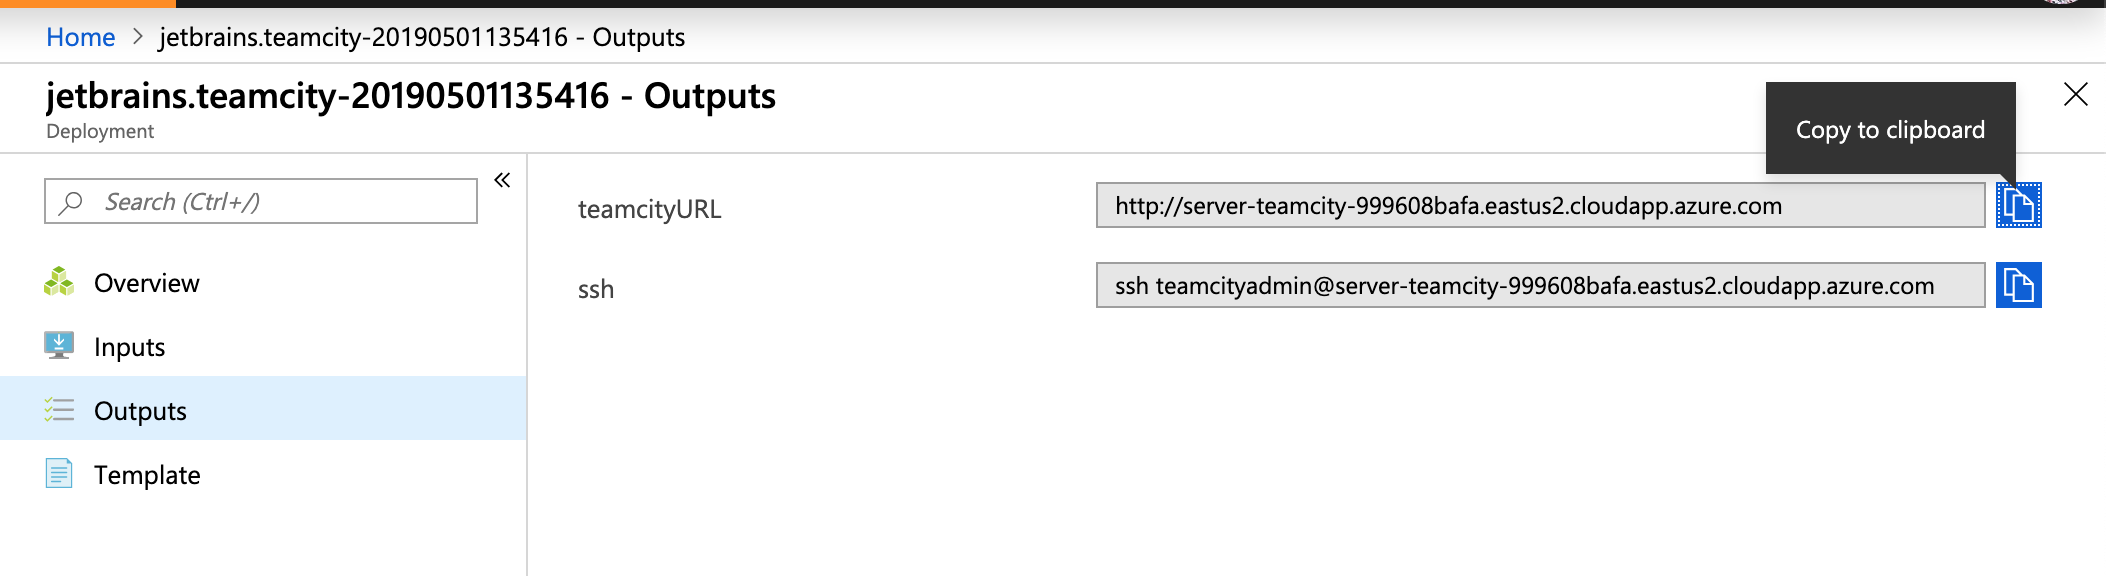 Home > jetbrains.teamcity-20190501135416 - Outputs
jetbrains.teamcity-20190501135416 - Outputs
Deployment
Copy to clipboard
Search (Ctrl+/)
«
teamcityURL
http://server-teamcity-999608bafa.eastus2.cloudapp.azure.com
ssh
ssh teamcityadmin@server-teamcity-999608bafa.eastus2.cloudapp.azure.com
Overview
Inputs
Outputs
Template